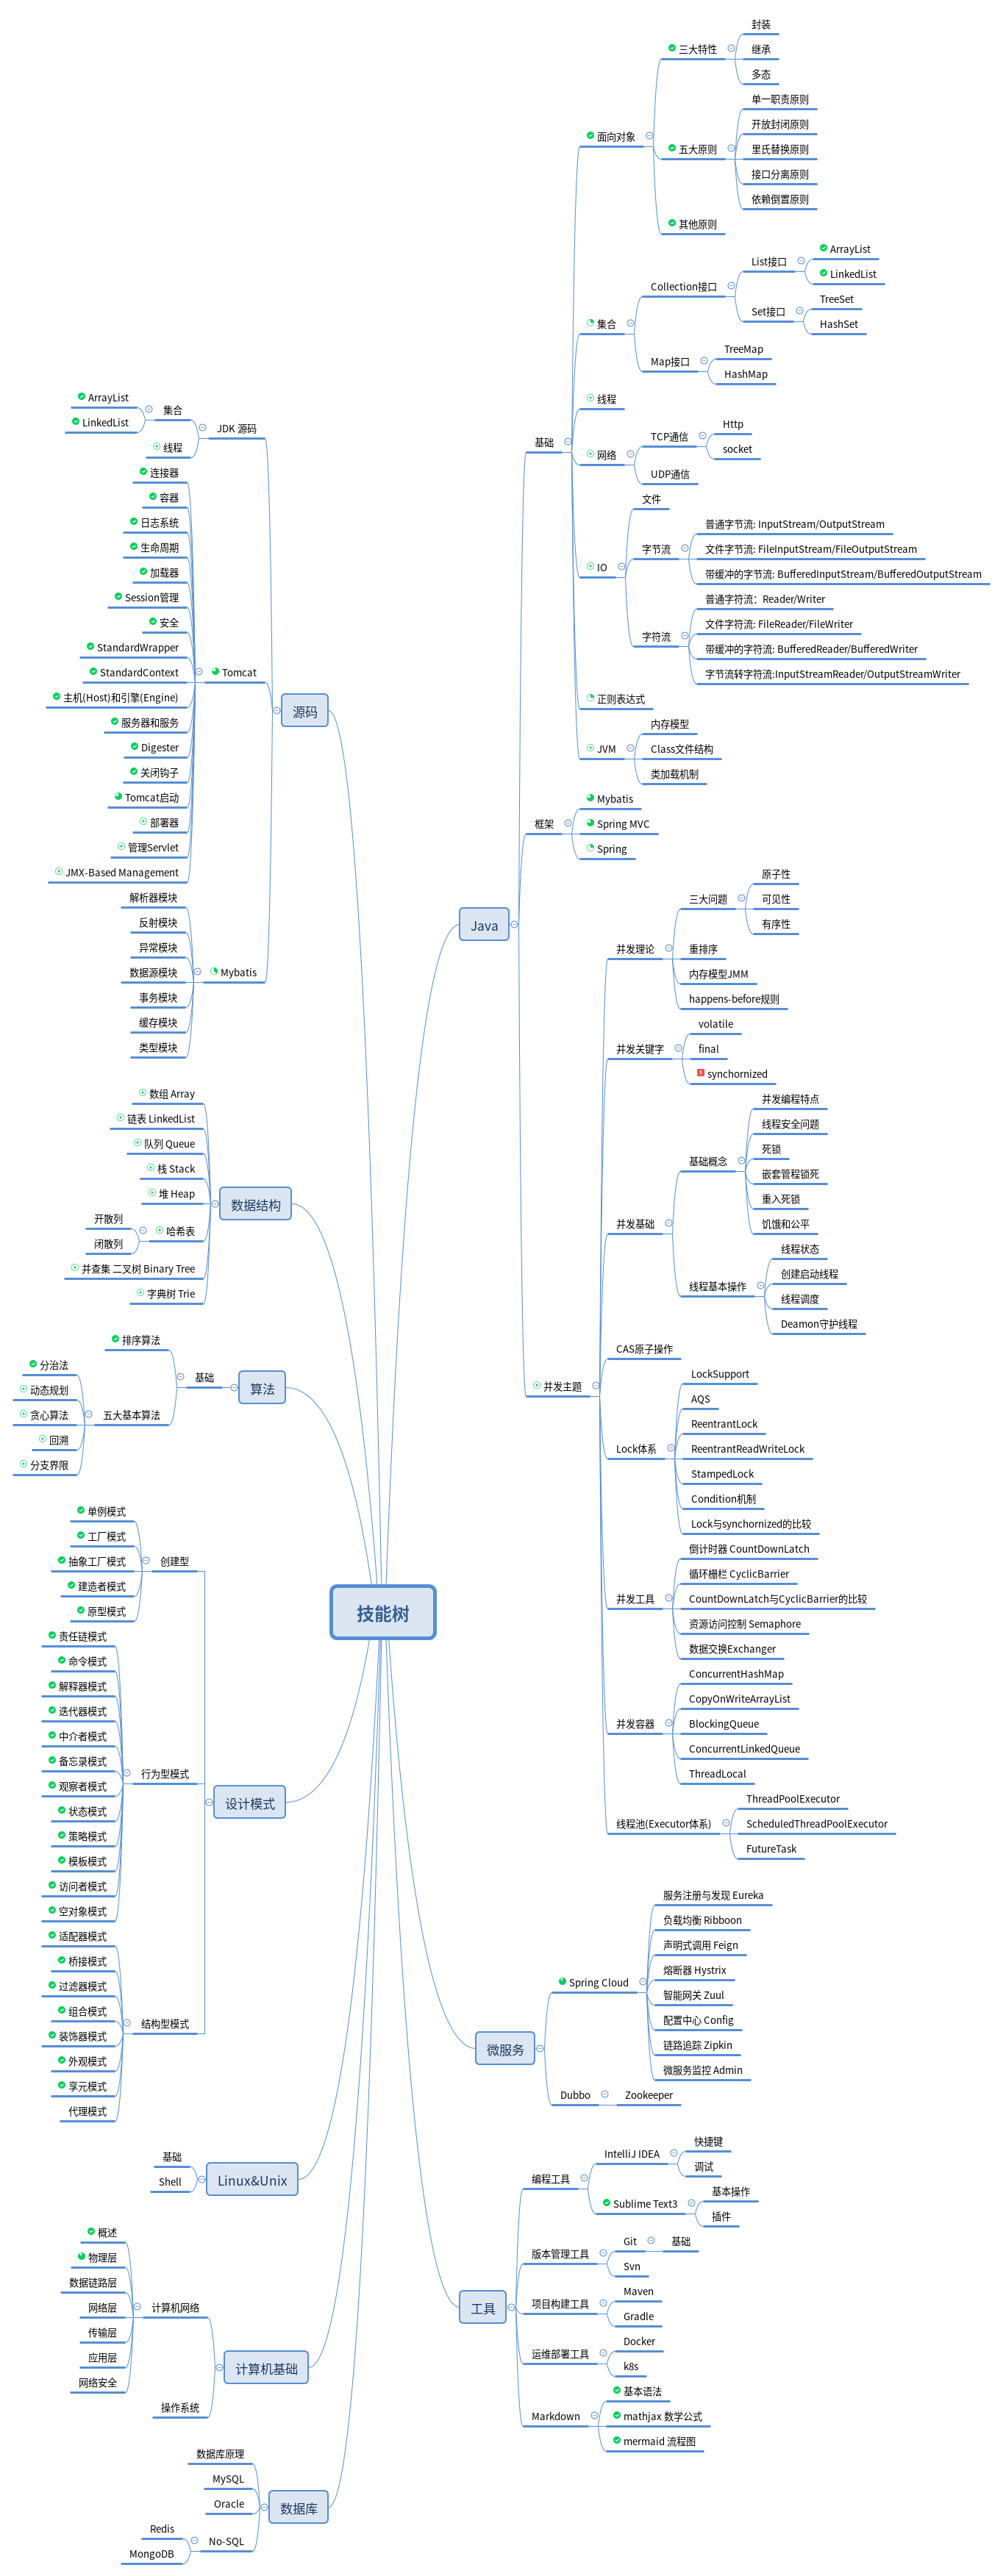 技能树
Java
基础
面向对象
三大特性
封装
继承
多态
五大原则
单一职责原则
开放封闭原则
里氏替换原则
接口分离原则
依赖倒置原则
其他原则
集合
Collection接口
List接口
ArrayList
LinkedList
Set接口
TreeSet
HashSet
Map接口
TreeMap
HashMap
线程
网络
TCP通信
Http
socket
UDP通信
IO
文件
字节流
普通字节流: InputStream/OutputStream
文件字节流: FileInputStream/FileOutputStream
带缓冲的字节流: BufferedInputStream/BufferedOutputStream
字符流
普通字符流：Reader/Writer
文件字符流: FileReader/FileWriter
带缓冲的字符流: BufferedReader/BufferedWriter
字节流转字符流:InputStreamReader/OutputStreamWriter
正则表达式
JVM
内存模型
Class文件结构
类加载机制
框架
Mybatis
Spring MVC
Spring
并发主题
并发理论
三大问题
原子性
可见性
有序性
重排序
内存模型JMM
happens-before规则
并发关键字
volatile
final
synchornized
并发基础
基础概念
并发编程特点
线程安全问题
死锁
嵌套管程锁死
重入死锁
饥饿和公平
线程基本操作
线程状态
创建启动线程
线程调度
Deamon守护线程
CAS原子操作
Lock体系
LockSupport
AQS
ReentrantLock
ReentrantReadWriteLock
StampedLock
Condition机制
Lock与synchornized的比较
并发工具
倒计时器 CountDownLatch
循环栅栏 CyclicBarrier
CountDownLatch与CyclicBarrier的比较
资源访问控制 Semaphore
数据交换Exchanger
并发容器
ConcurrentHashMap
CopyOnWriteArrayList
BlockingQueue
ConcurrentLinkedQueue
ThreadLocal
线程池(Executor体系)
ThreadPoolExecutor
ScheduledThreadPoolExecutor
FutureTask
微服务
Spring Cloud
服务注册与发现 Eureka
负载均衡 Ribboon
声明式调用 Feign
熔断器 Hystrix
智能网关 Zuul
配置中心 Config
链路追踪 Zipkin
微服务监控 Admin
Dubbo
Zookeeper
工具
编程工具
IntelliJ IDEA
快捷键
调试
Sublime Text3
基本操作
插件
版本管理工具
Git
基础
Svn
项目构建工具
Maven
Gradle
运维部署工具
Docker
k8s
Markdown
基本语法
mathjax 数学公式
mermaid 流程图
源码
JDK 源码
集合
ArrayList
LinkedList
线程
Tomcat
连接器
容器
日志系统
生命周期
加载器
Session管理
安全
StandardWrapper
StandardContext
主机(Host)和引擎(Engine)
服务器和服务
Digester
关闭钩子
Tomcat启动
部署器
管理Servlet
JMX-Based Management
Mybatis
解析器模块
反射模块
异常模块
数据源模块
事务模块
缓存模块
类型模块
数据结构
数组 Array
链表 LinkedList
队列 Queue
栈 Stack
堆 Heap
哈希表
开散列
闭散列
并查集 二叉树 Binary Tree
字典树 Trie
算法
基础
排序算法
五大基本算法
分治法
动态规划
贪心算法
回溯
分支界限
设计模式
创建型
单例模式
工厂模式
抽象工厂模式
建造者模式
原型模式
行为型模式
责任链模式
命令模式
解释器模式
迭代器模式
中介者模式
备忘录模式
观察者模式
状态模式
策略模式
模板模式
访问者模式
空对象模式
结构型模式
适配器模式
桥接模式
过滤器模式
组合模式
装饰器模式
外观模式
享元模式
代理模式
Linux&Unix
基础
Shell
计算机基础
计算机网络
概述
物理层
数据链路层
网络层
传输层
应用层
网络安全
操作系统
数据库
数据库原理
MySQL
Oracle
No-SQL
Redis
MongoDB